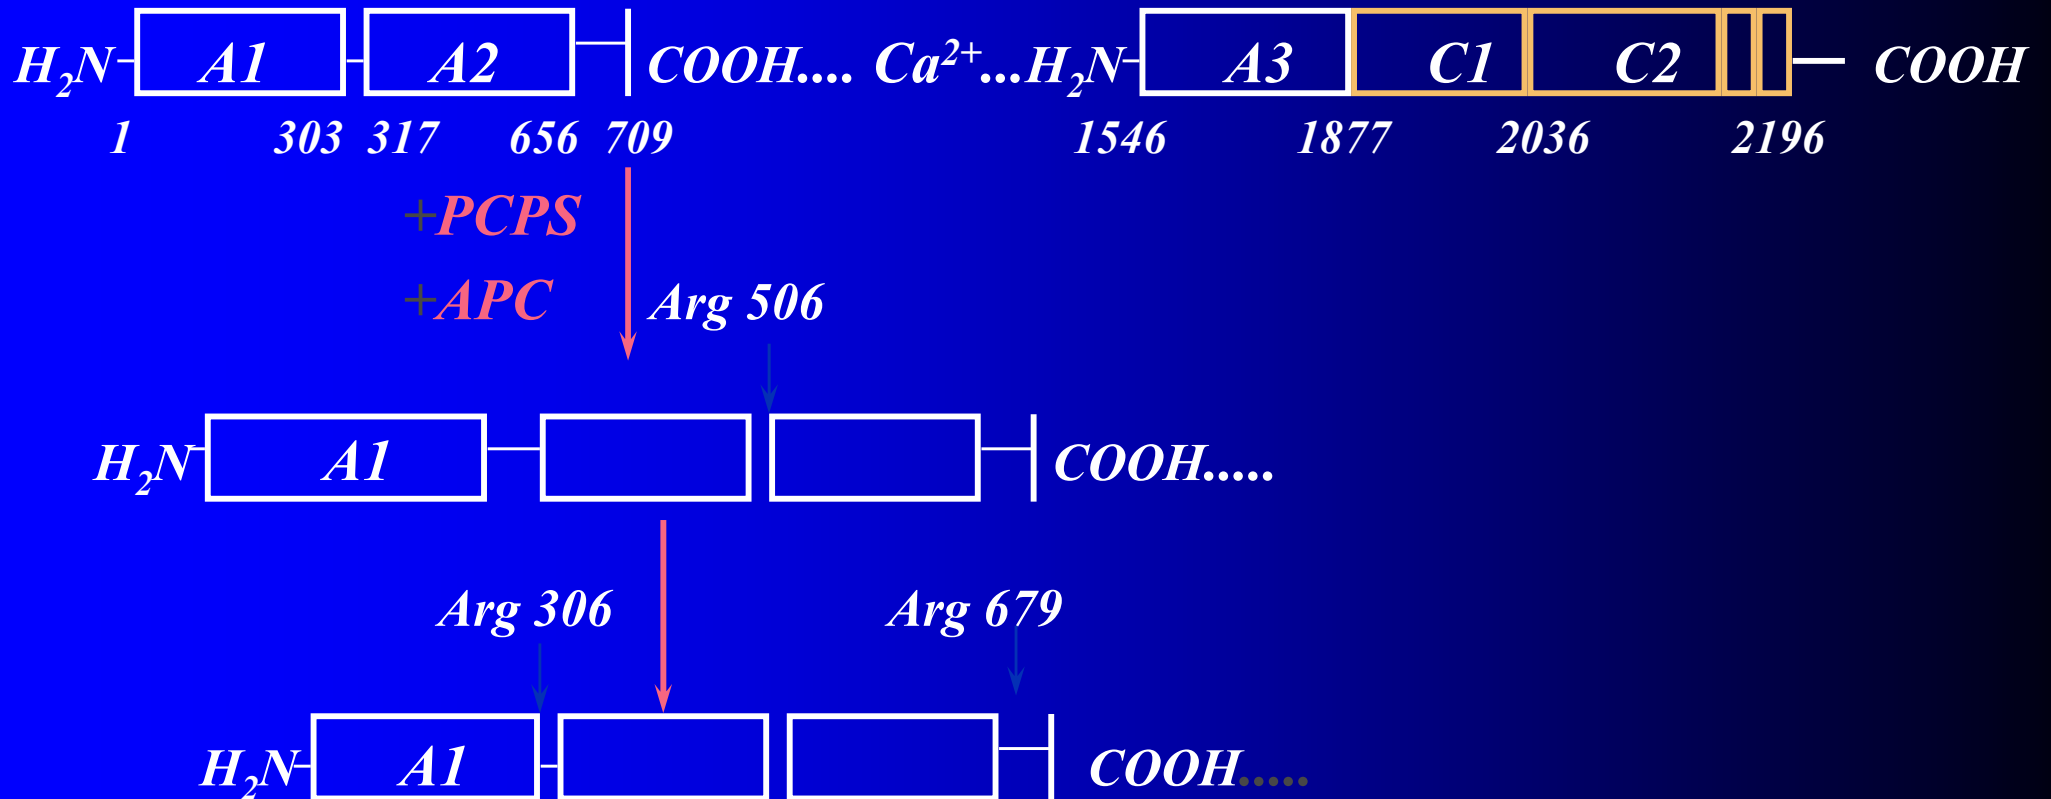 H₂N A1 A2 COOH.... Ca²⁺...H₂N A3 C1 C2 COOH
1 303 317 656 709 1546 1877 2036 2196
+PCPS
+APC Arg 506
H₂N A1 COOH.....
Arg 306 Arg 679
H₂N A1 COOH.....